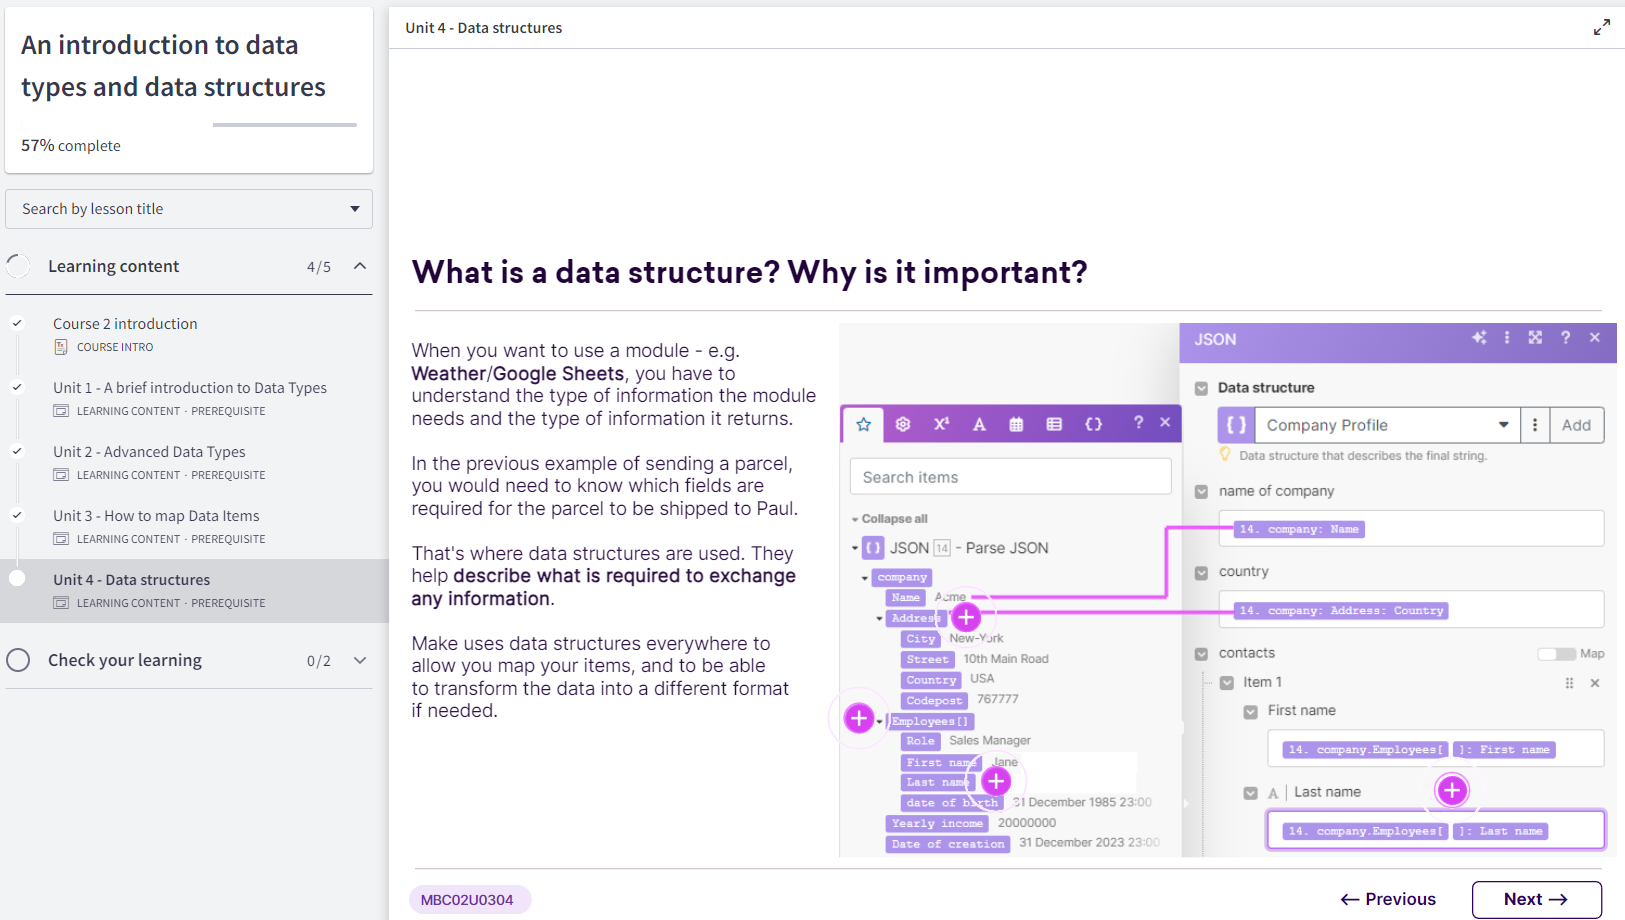 An introduction to data
types and data structures
57% complete
Search by lesson title
Learning content 4/5
Course 2 introduction
COURSE INTRO
Unit 1 - A brief introduction to Data Types
LEARNING CONTENT · PREREQUISITE
Unit 2 - Advanced Data Types
LEARNING CONTENT · PREREQUISITE
Unit 3 - How to map Data Items
LEARNING CONTENT · PREREQUISITE
Unit 4 - Data structures
LEARNING CONTENT · PREREQUISITE
Check your learning 0/2
Unit 4 - Data structures
What is a data structure? Why is it important?
When you want to use a module - e.g.
Weather/Google Sheets, you have to
understand the type of information the module
needs and the type of information it returns.
In the previous example of sending a parcel,
you would need to know which fields are
required for the parcel to be shipped to Paul.
That's where data structures are used. They
help describe what is required to exchange
any information.
Make uses data structures everywhere to
allow you map your items, and to be able
to transform the data into a different format
if needed.
X¹ A { } ?
Search items
Collapse all
{ } JSON 14 - Parse JSON
company
Name Acme
Address
City New-York
Street 10th Main Road
Country USA
Codepost 767777
Employees[]
Role Sales Manager
First name Jane
Last name
date of birth 31 December 1985 23:00
Yearly income 20000000
Date of creation 31 December 2023 23:00
JSON ?
Data structure
{ } Company Profile Add
Data structure that describes the final string.
name of company
14. company: Name
country
14. company: Address: Country
contacts Map
Item 1
First name
14. company.Employees[ ]: First name
A Last name
14. company.Employees[ ]: Last name
MBC02U0304
← Previous
Next →